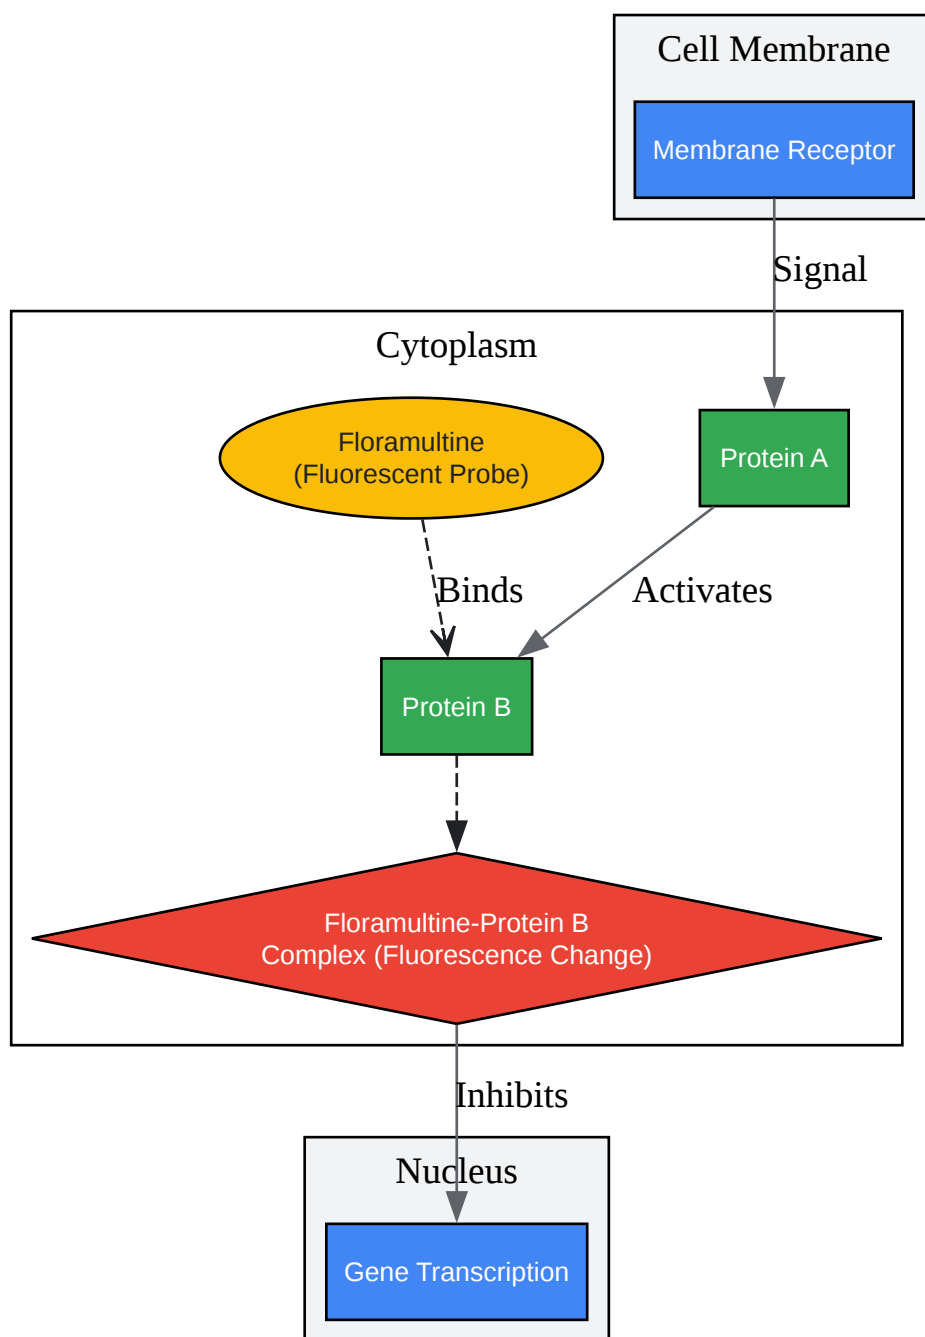 Cell Membrane
Membrane Receptor
Signal
Cytoplasm
Floramultine
(Fluorescent Probe)
Protein A
Binds
Activates
Protein B
Floramultine-Protein B
Complex (Fluorescence Change)
Inhibits
Nucleus
Gene Transcription